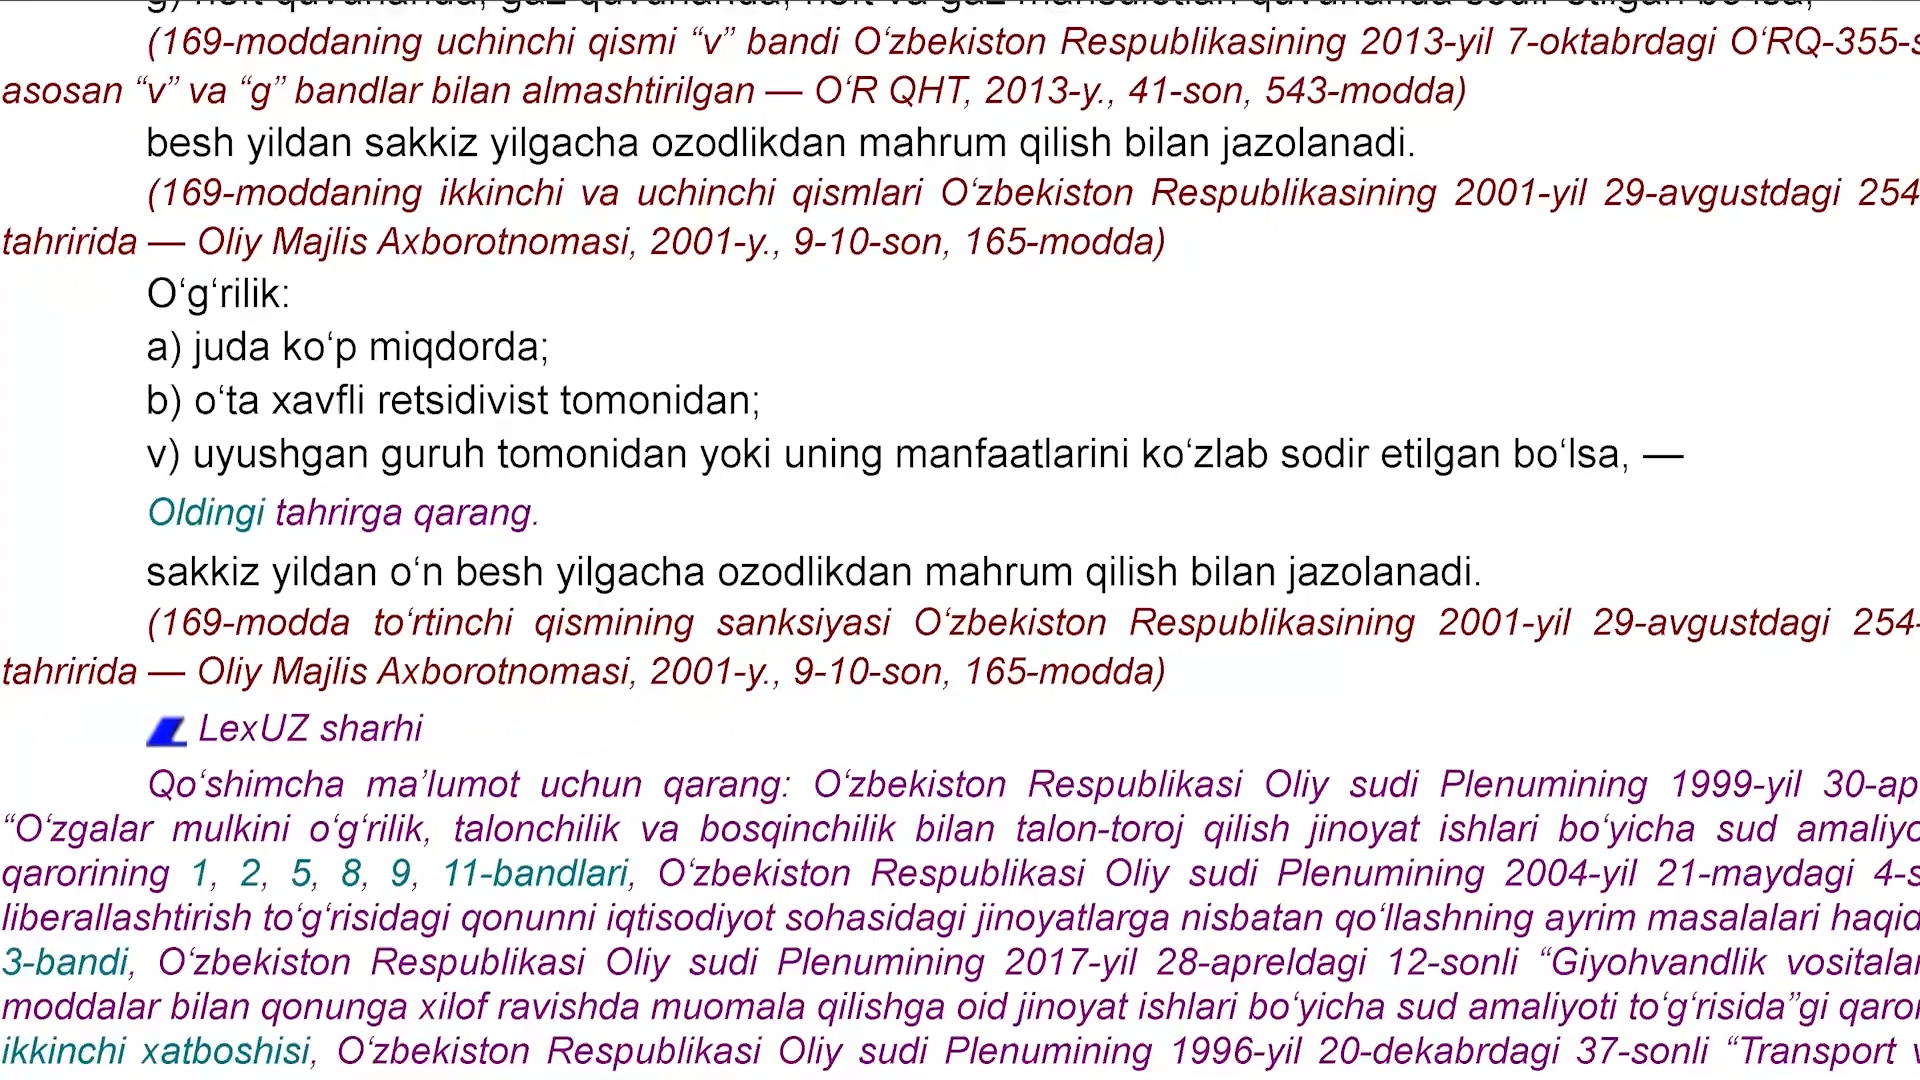 (169-moddaning uchinchi qismi “v” bandi O‘zbekiston Respublikasining 2013-yil 7-oktabrdagi O‘RQ-355-s
asosan “v” va “g” bandlar bilan almashtirilgan — O‘R QHT, 2013-y., 41-son, 543-modda)
besh yildan sakkiz yilgacha ozodlikdan mahrum qilish bilan jazolanadi.
(169-moddaning ikkinchi va uchinchi qismlari O‘zbekiston Respublikasining 2001-yil 29-avgustdagi 254
tahririda — Oliy Majlis Axborotnomasi, 2001-y., 9-10-son, 165-modda)
O‘g‘rilik:
a) juda ko‘p miqdorda;
b) o‘ta xavfli retsidivist tomonidan;
v) uyushgan guruh tomonidan yoki uning manfaatlarini ko‘zlab sodir etilgan bo‘lsa, —
Oldingi tahrirga qarang.
sakkiz yildan o‘n besh yilgacha ozodlikdan mahrum qilish bilan jazolanadi.
(169-modda to‘rtinchi qismining sanksiyasi O‘zbekiston Respublikasining 2001-yil 29-avgustdagi 254-
tahririda — Oliy Majlis Axborotnomasi, 2001-y., 9-10-son, 165-modda)
LexUZ sharhi
Qo‘shimcha ma’lumot uchun qarang: O‘zbekiston Respublikasi Oliy sudi Plenumining 1999-yil 30-ap
“O‘zgalar mulkini o‘g‘rilik, talonchilik va bosqinchilik bilan talon-toroj qilish jinoyat ishlari bo‘yicha sud amaliyo
qarorining 1, 2, 5, 8, 9, 11-bandlari, O‘zbekiston Respublikasi Oliy sudi Plenumining 2004-yil 21-maydagi 4-s
liberallashtirish to‘g‘risidagi qonunni iqtisodiyot sohasidagi jinoyatlarga nisbatan qo‘llashning ayrim masalalari haqid
3-bandi, O‘zbekiston Respublikasi Oliy sudi Plenumining 2017-yil 28-apreldagi 12-sonli “Giyohvandlik vositalar
moddalar bilan qonunga xilof ravishda muomala qilishga oid jinoyat ishlari bo‘yicha sud amaliyoti to‘g‘risida”gi qaror
ikkinchi xatboshisi, O‘zbekiston Respublikasi Oliy sudi Plenumining 1996-yil 20-dekabrdagi 37-sonli “Transport v